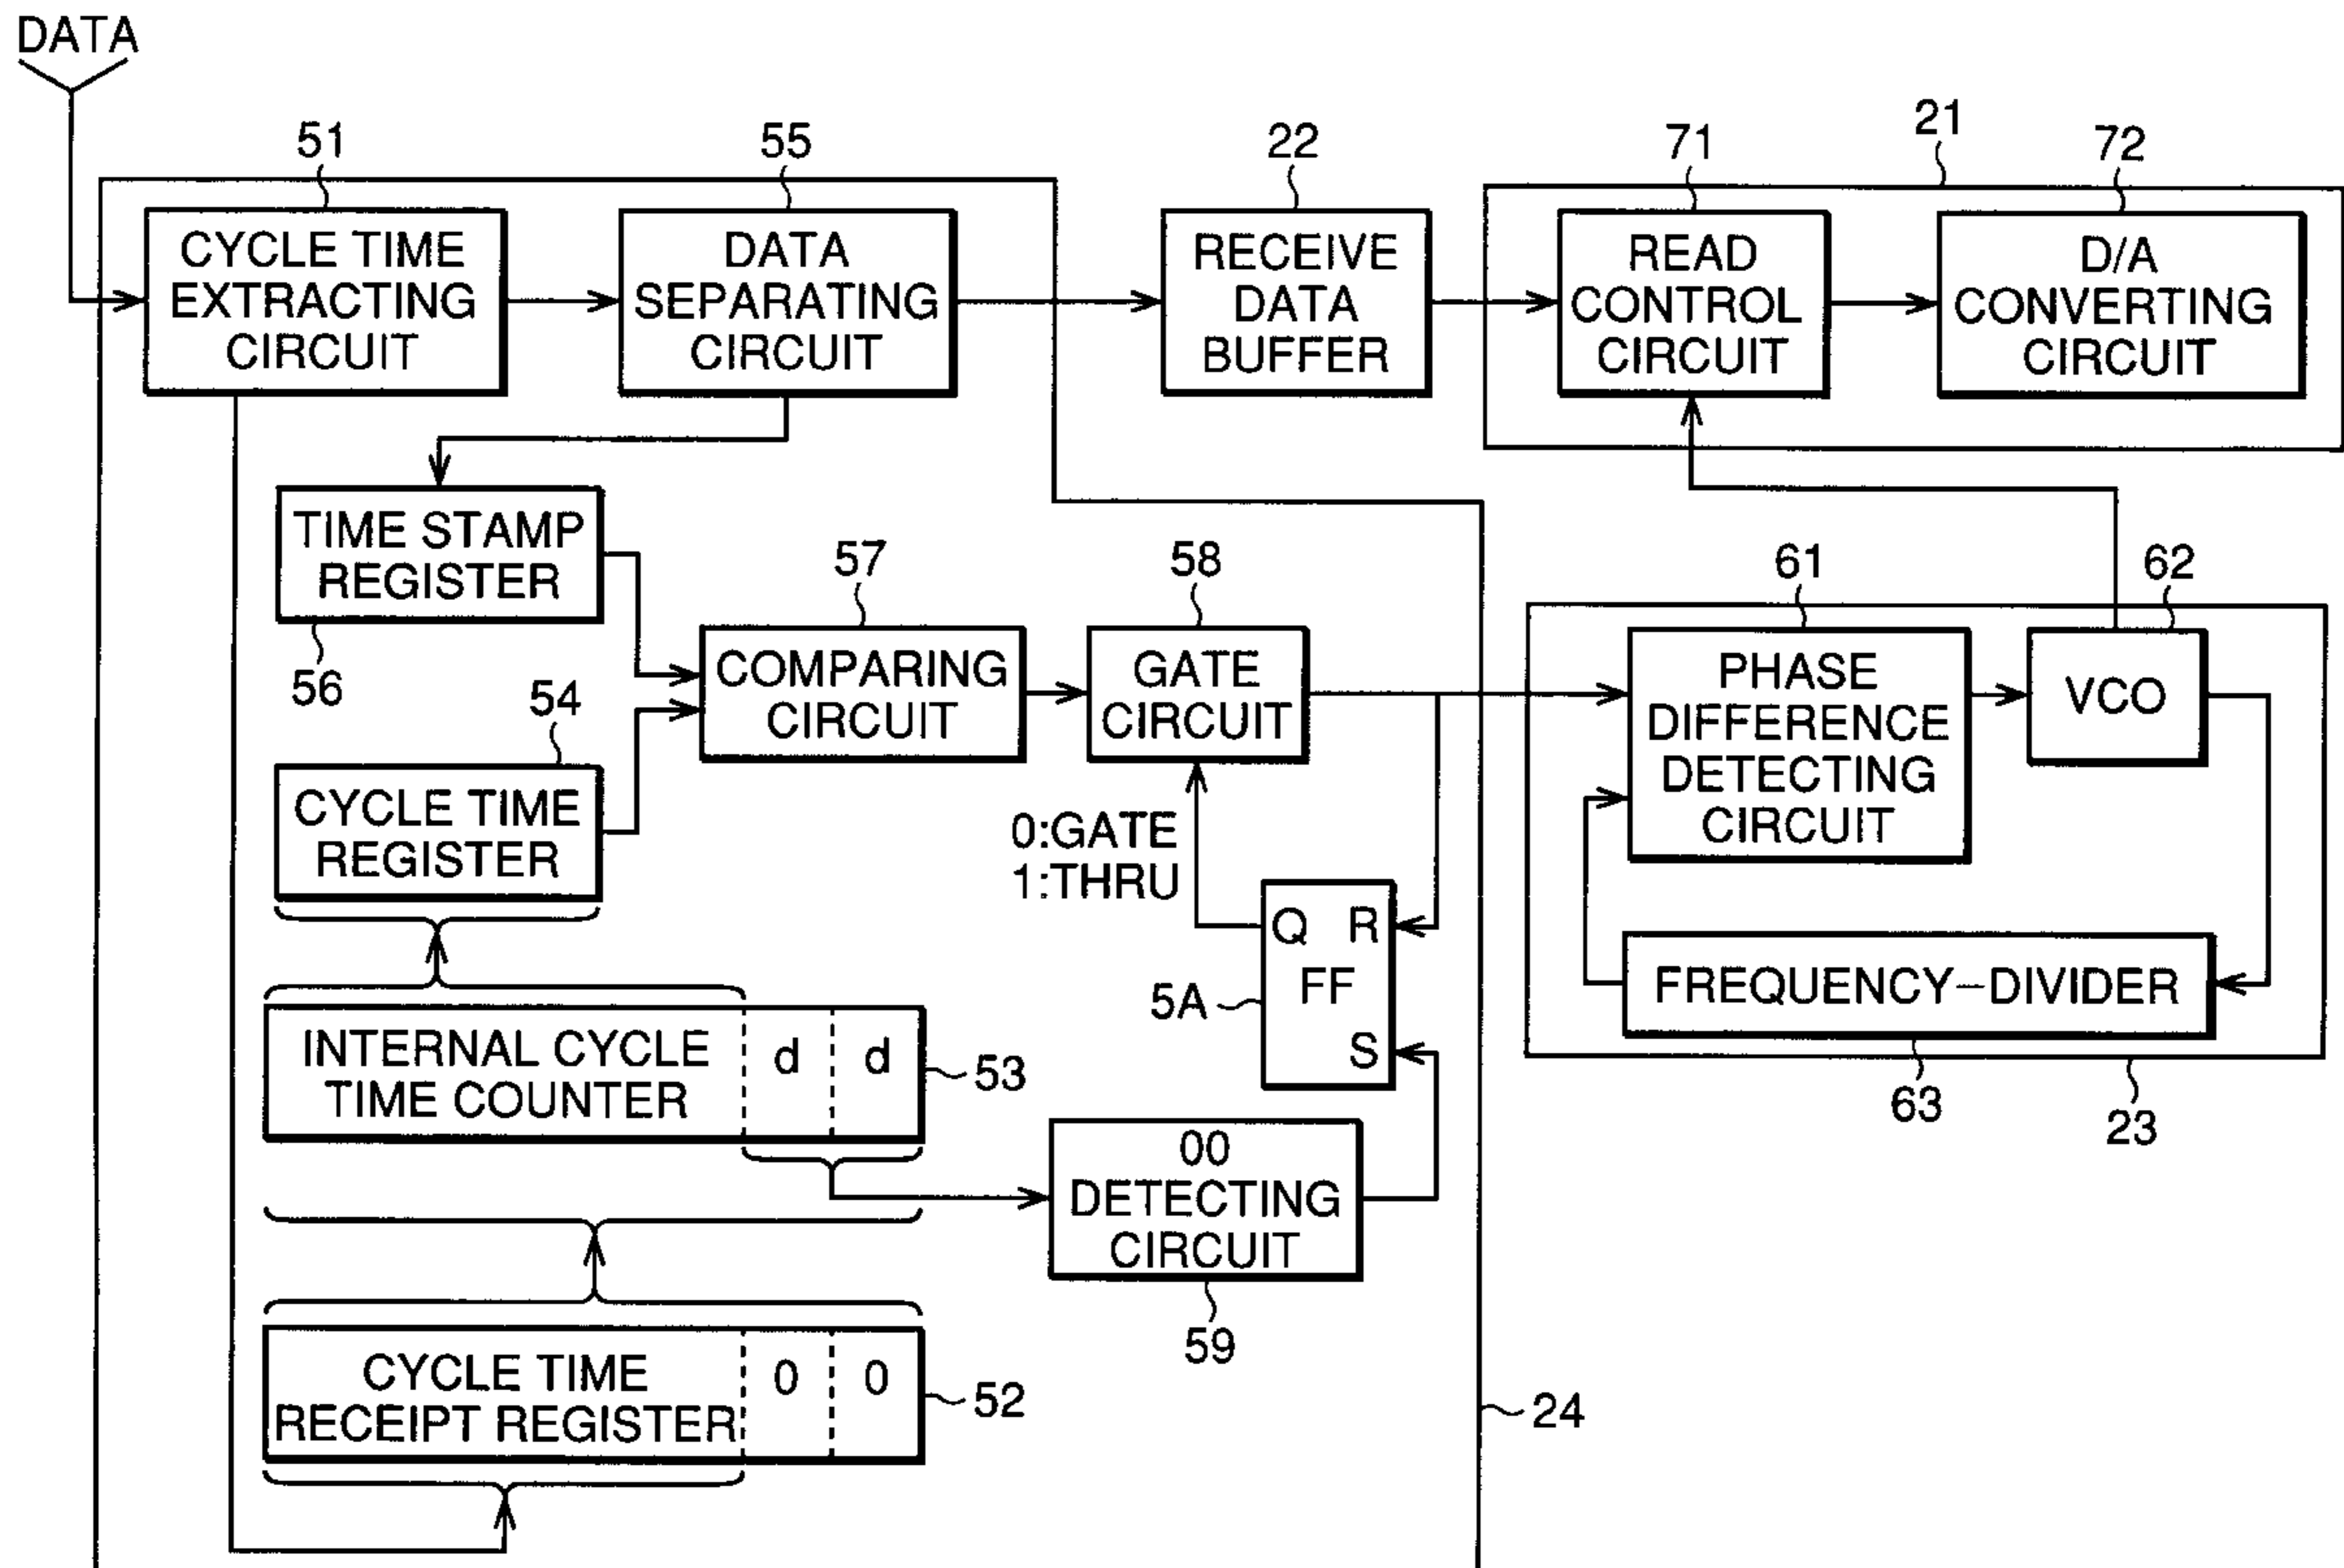 DATA
51
55
22
71
21
72
CYCLE TIME
EXTRACTING
CIRCUIT
DATA
SEPARATING
CIRCUIT
RECEIVE
DATA
BUFFER
READ
CONTROL
CIRCUIT
D/A
CONVERTING
CIRCUIT
TIME STAMP
REGISTER
56
57
58
61
62
COMPARING
CIRCUIT
GATE
CIRCUIT
PHASE
DIFFERENCE
DETECTING
CIRCUIT
VCO
54
CYCLE TIME
REGISTER
0:GATE
1:THRU
Q R
FF
S
5A
FREQUENCY-DIVIDER
63
23
INTERNAL CYCLE
TIME COUNTER
d d
53
00
DETECTING
CIRCUIT
59
CYCLE TIME
RECEIPT REGISTER
0 0
52
24